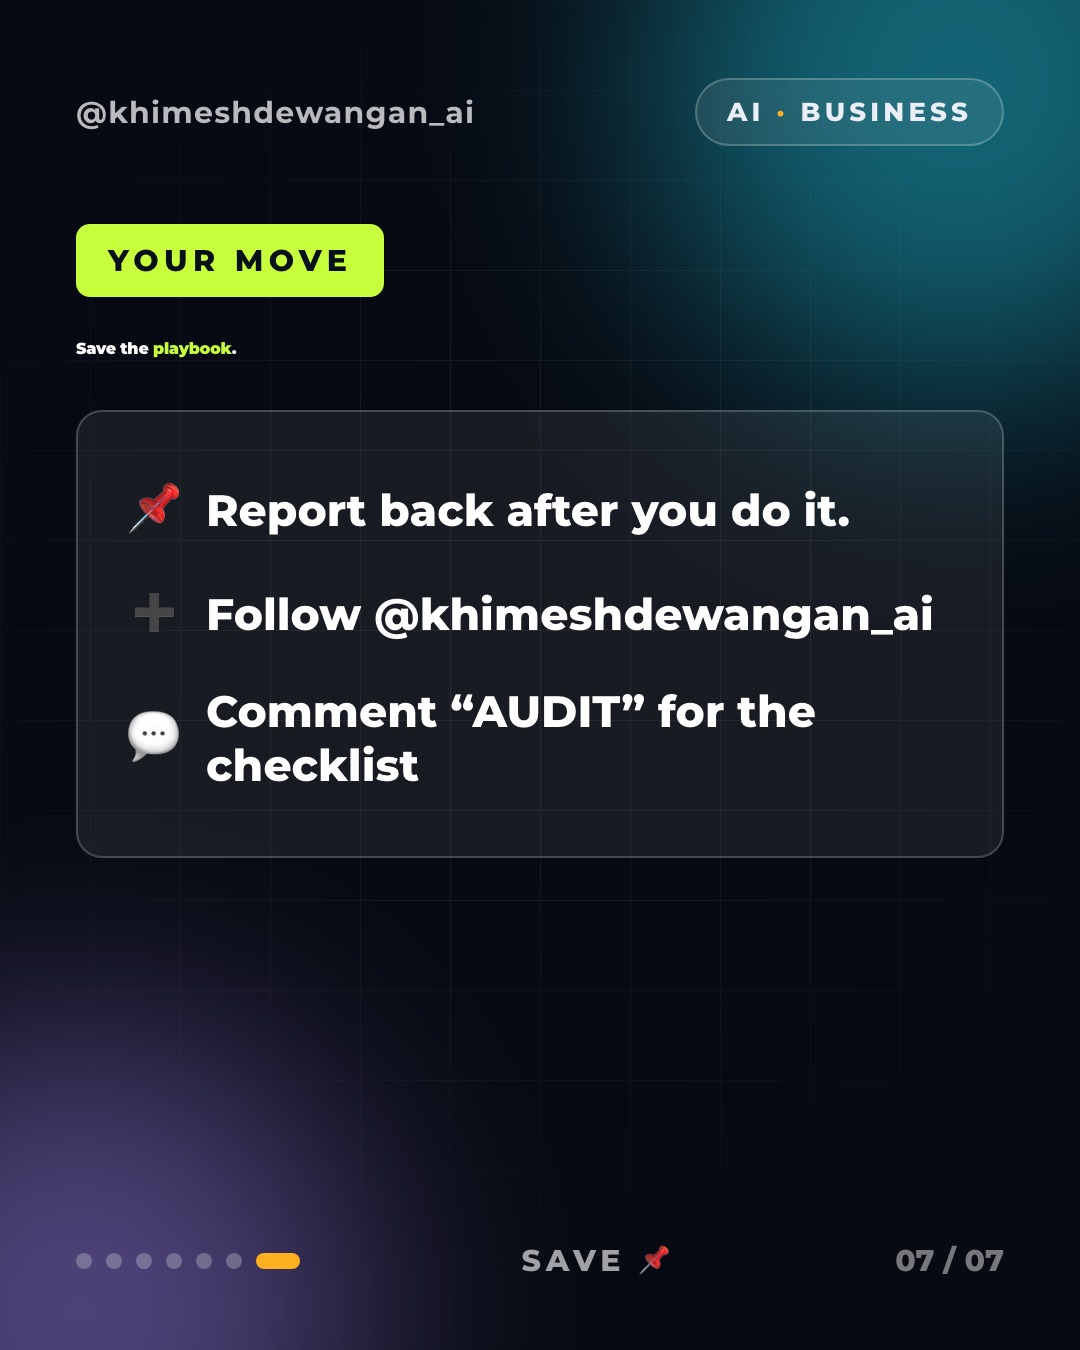 @khimeshdewangan_ai
AI · BUSINESS
YOUR MOVE
Save the playbook.
📌 Report back after you do it.
➕ Follow @khimeshdewangan_ai
💬 Comment “AUDIT” for the
checklist
SAVE 📌
07 / 07